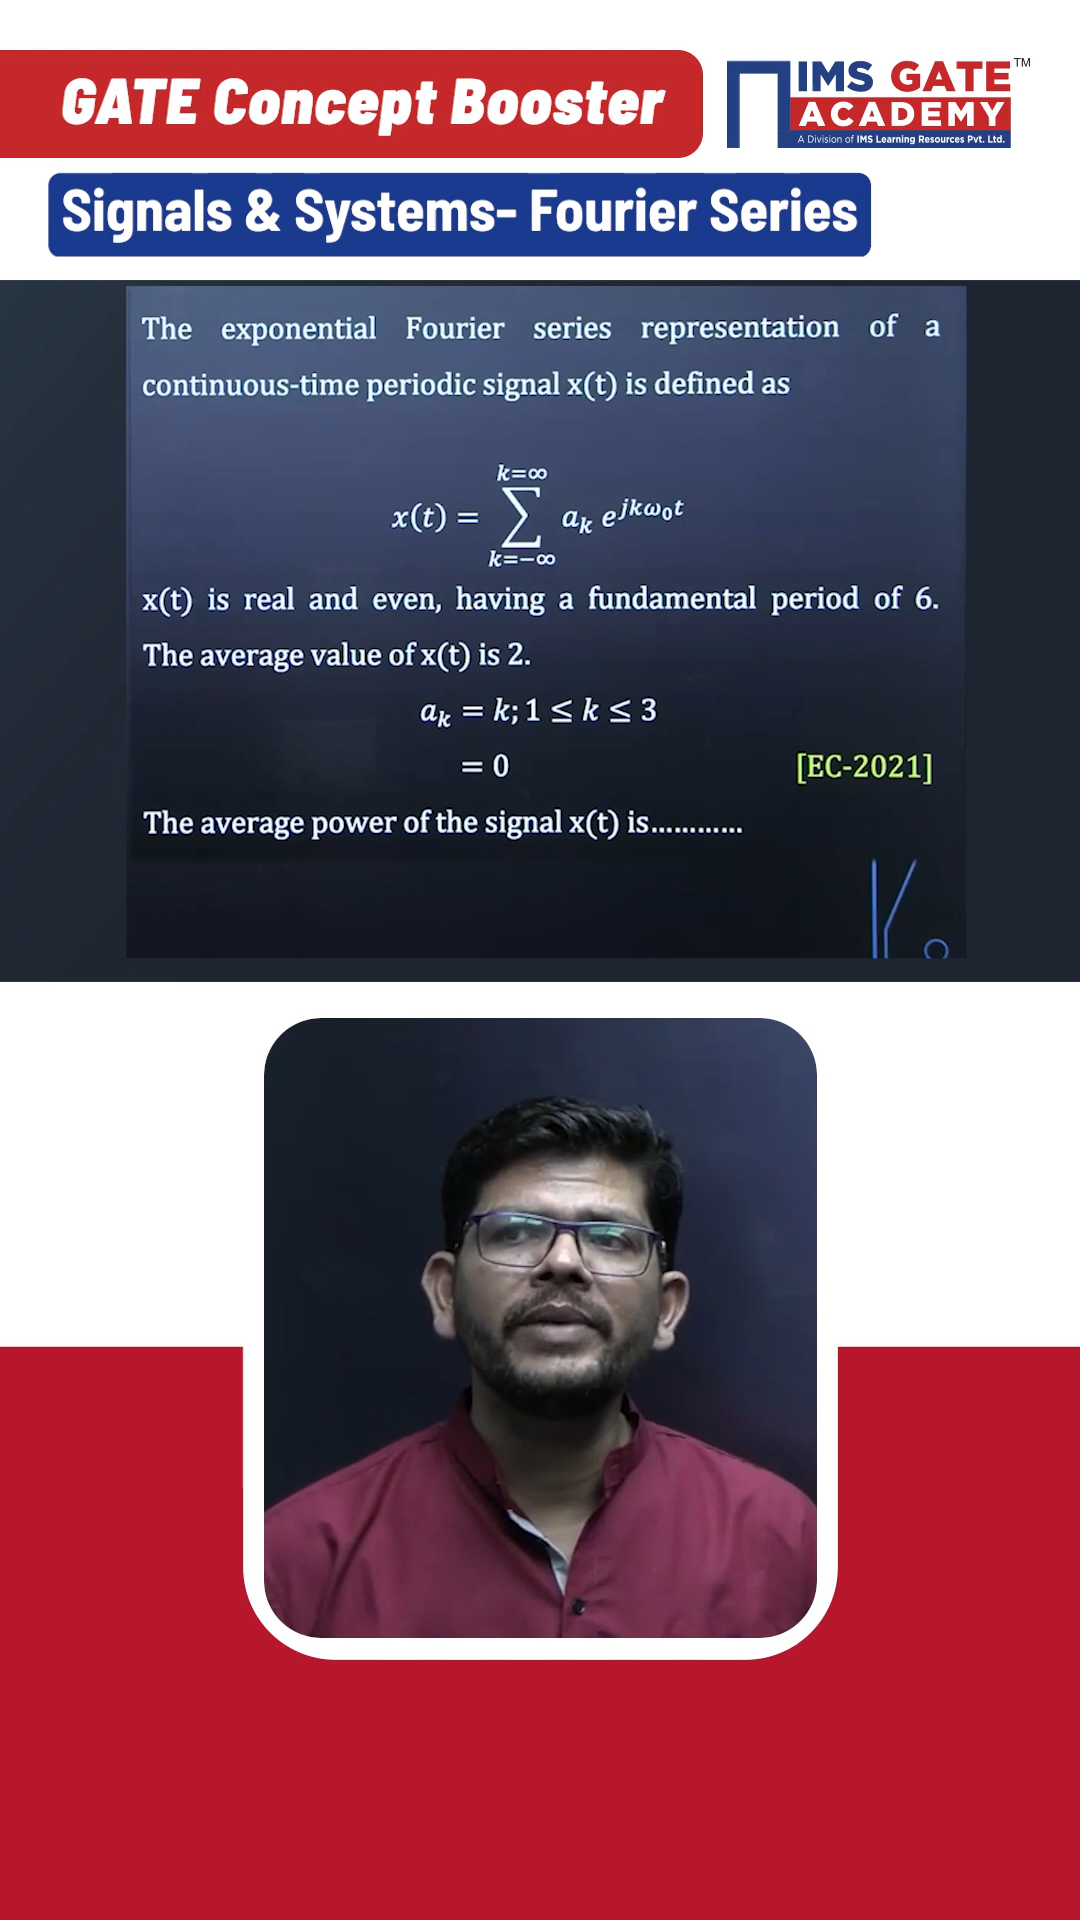 GATE Concept Booster
IMS GATE TM
ACADEMY
A Division of IMS Learning Resources Pvt. Ltd.
Signals & Systems- Fourier Series
The exponential Fourier series representation of a
continuous-time periodic signal x(t) is defined as
k=∞
x(t) = ∑ a_k e^{jkω_0t}
k=−∞
x(t) is real and even, having a fundamental period of 6.
The average value of x(t) is 2.
a_k = k; 1 ≤ k ≤ 3
= 0 [EC-2021]
The average power of the signal x(t) is............